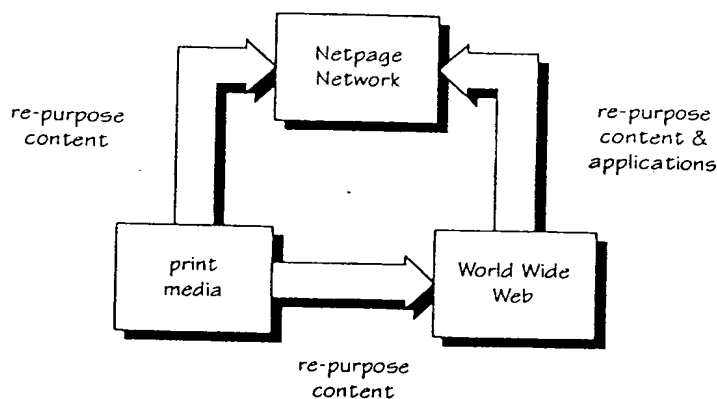 Netpage
Network
re-purpose
content
re-purpose
content &
applications
print
media
World Wide
Web
re-purpose
content